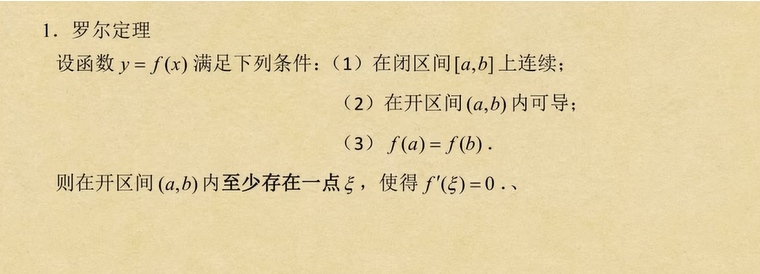 1. 罗尔定理
设函数 y = f(x) 满足下列条件：（1）在闭区间[a,b]上连续；
（2）在开区间(a,b)内可导；
（3） f(a) = f(b)．
则在开区间(a,b)内至少存在一点ξ，使得 f′(ξ) = 0．、